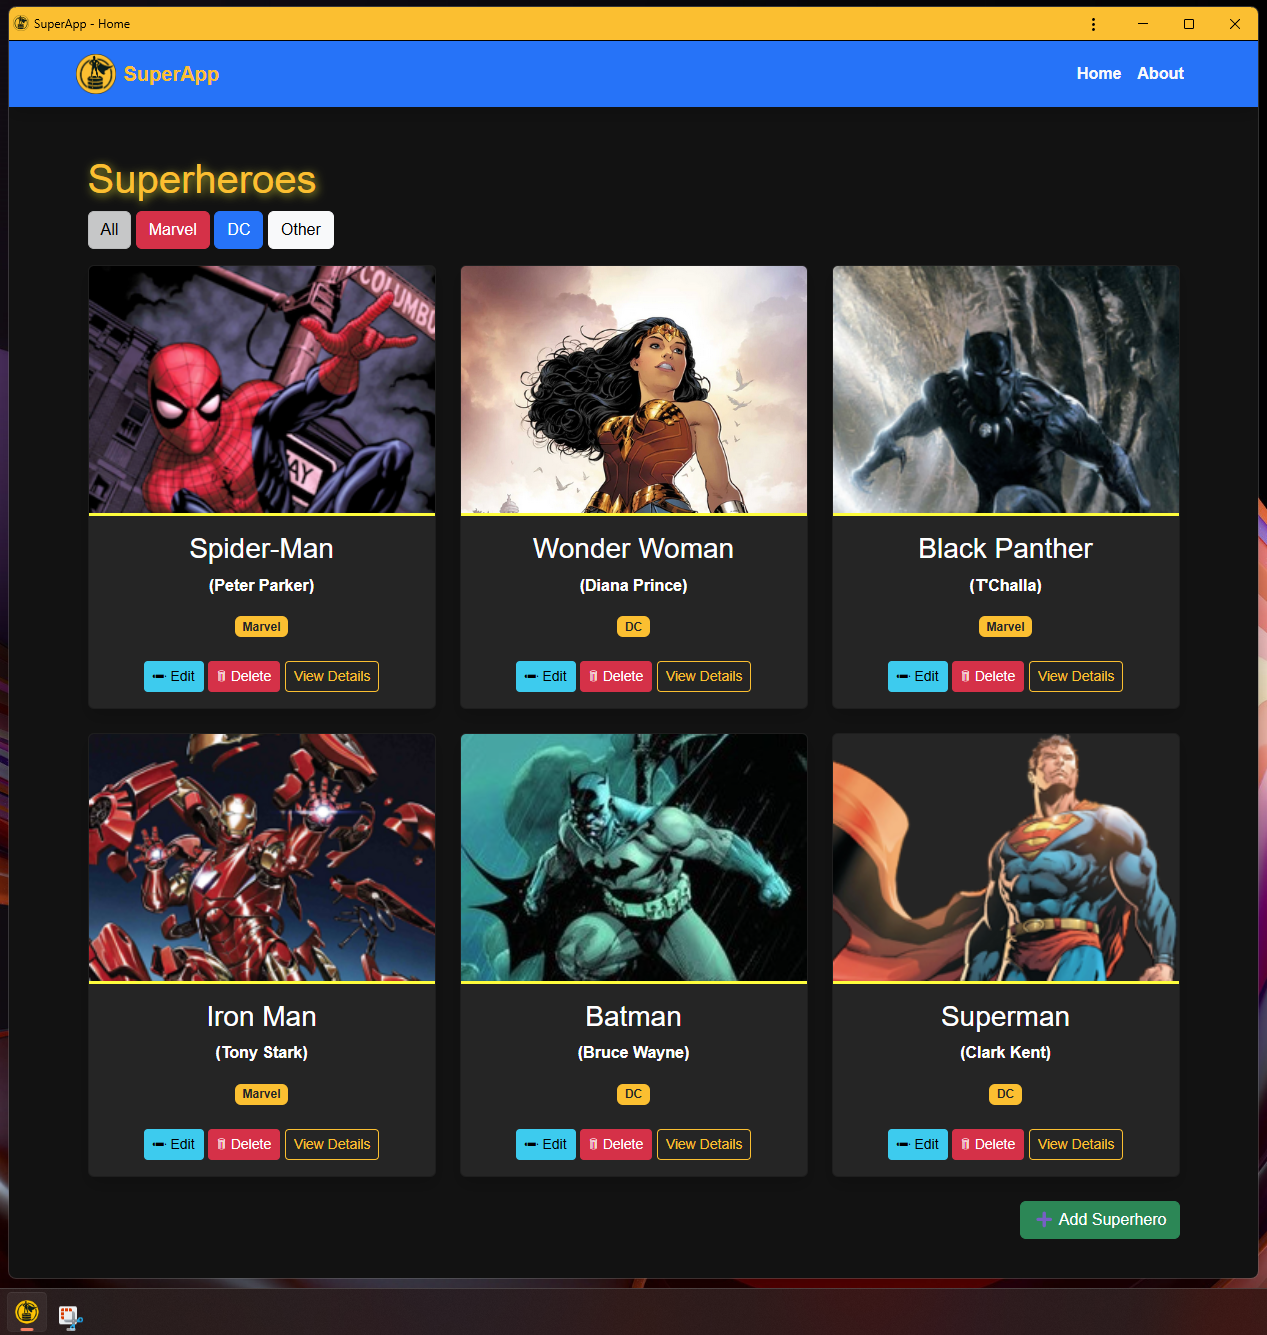 SuperApp - Home
SuperApp
Home About
Superheroes
All Marvel DC Other
COLUMBU
AY
Spider-Man
(Peter Parker)
Marvel
Edit Delete View Details
Wonder Woman
(Diana Prince)
DC
Edit Delete View Details
Black Panther
(T'Challa)
Marvel
Edit Delete View Details
Iron Man
(Tony Stark)
Marvel
Edit Delete View Details
Batman
(Bruce Wayne)
DC
Edit Delete View Details
S
Superman
(Clark Kent)
DC
Edit Delete View Details
Add Superhero